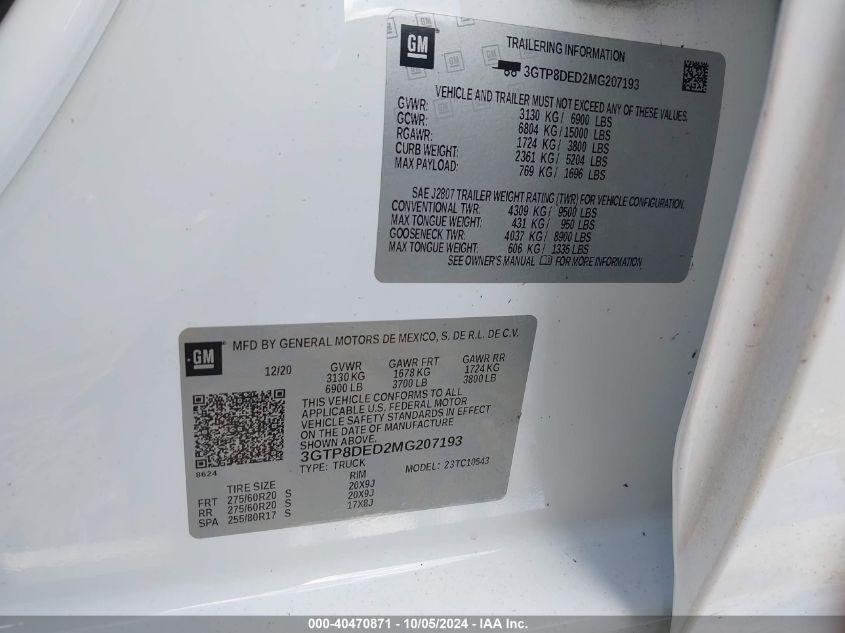 GM
TRAILERING INFORMATION
3GTP8DED2MG207193
VEHICLE AND TRAILER MUST NOT EXCEED ANY OF THESE VALUES.
GVWR: 3130 KG/ 6900 LBS
GCWR: 6804 KG/15000 LBS
RGAWR: 1724 KG/ 3800 LBS
CURB WEIGHT: 2361 KG/ 5204 LBS
MAX PAYLOAD: 769 KG/ 1696 LBS
SAE J2807 TRAILER WEIGHT RATING (TWR) FOR VEHICLE CONFIGURATION.
CONVENTIONAL TWR: 4309 KG/ 9500 LBS
MAX TONGUE WEIGHT: 431 KG/ 950 LBS
GOOSENECK TWR: 4037 KG/ 8900 LBS
MAX TONGUE WEIGHT: 606 KG/ 1335 LBS
SEE OWNER'S MANUAL FOR MORE INFORMATION
GM
MFD BY GENERAL MOTORS DE MEXICO, S. DE R.L. DE C.V.
12/20 GVWR GAWR FRT GAWR RR
3130 KG 1678 KG 1724 KG
6900 LB 3700 LB 3800 LB
THIS VEHICLE CONFORMS TO ALL
APPLICABLE U.S. FEDERAL MOTOR
VEHICLE SAFETY STANDARDS IN EFFECT
ON THE DATE OF MANUFACTURE
SHOWN ABOVE.
3GTP8DED2MG207193
8624 TYPE: TRUCK MODEL: 23TC10543
TIRE SIZE RIM
FRT 275/60R20 S 20X9J
RR 275/60R20 S 20X9J
SPA 255/80R17 S 17X8J
000-40470871 - 10/05/2024 - IAA Inc.